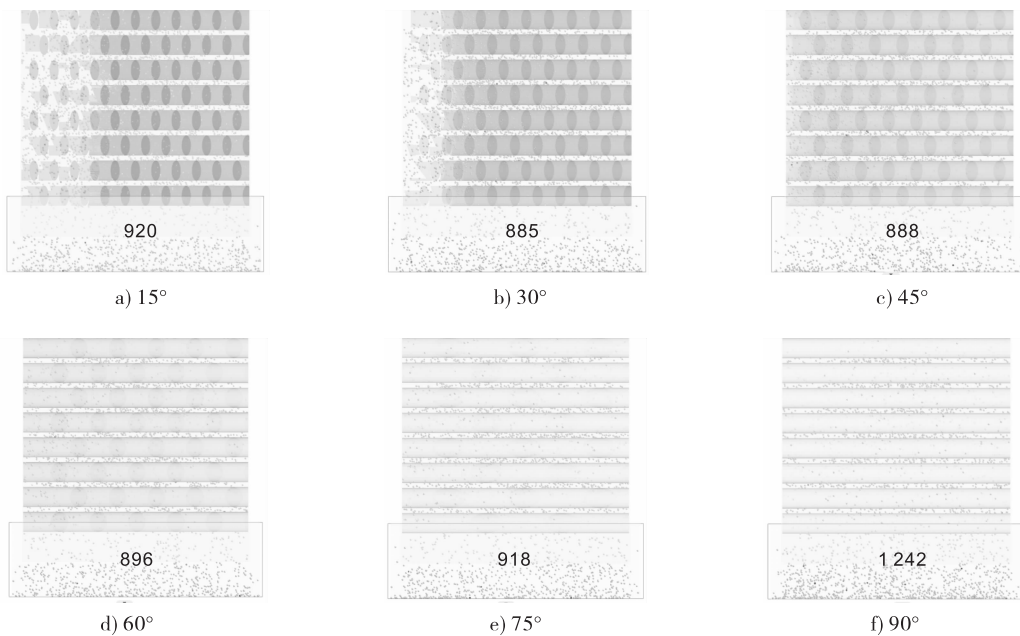 920
885
888
a) 15°
b) 30°
c) 45°
896
918
1 242
d) 60°
e) 75°
f) 90°